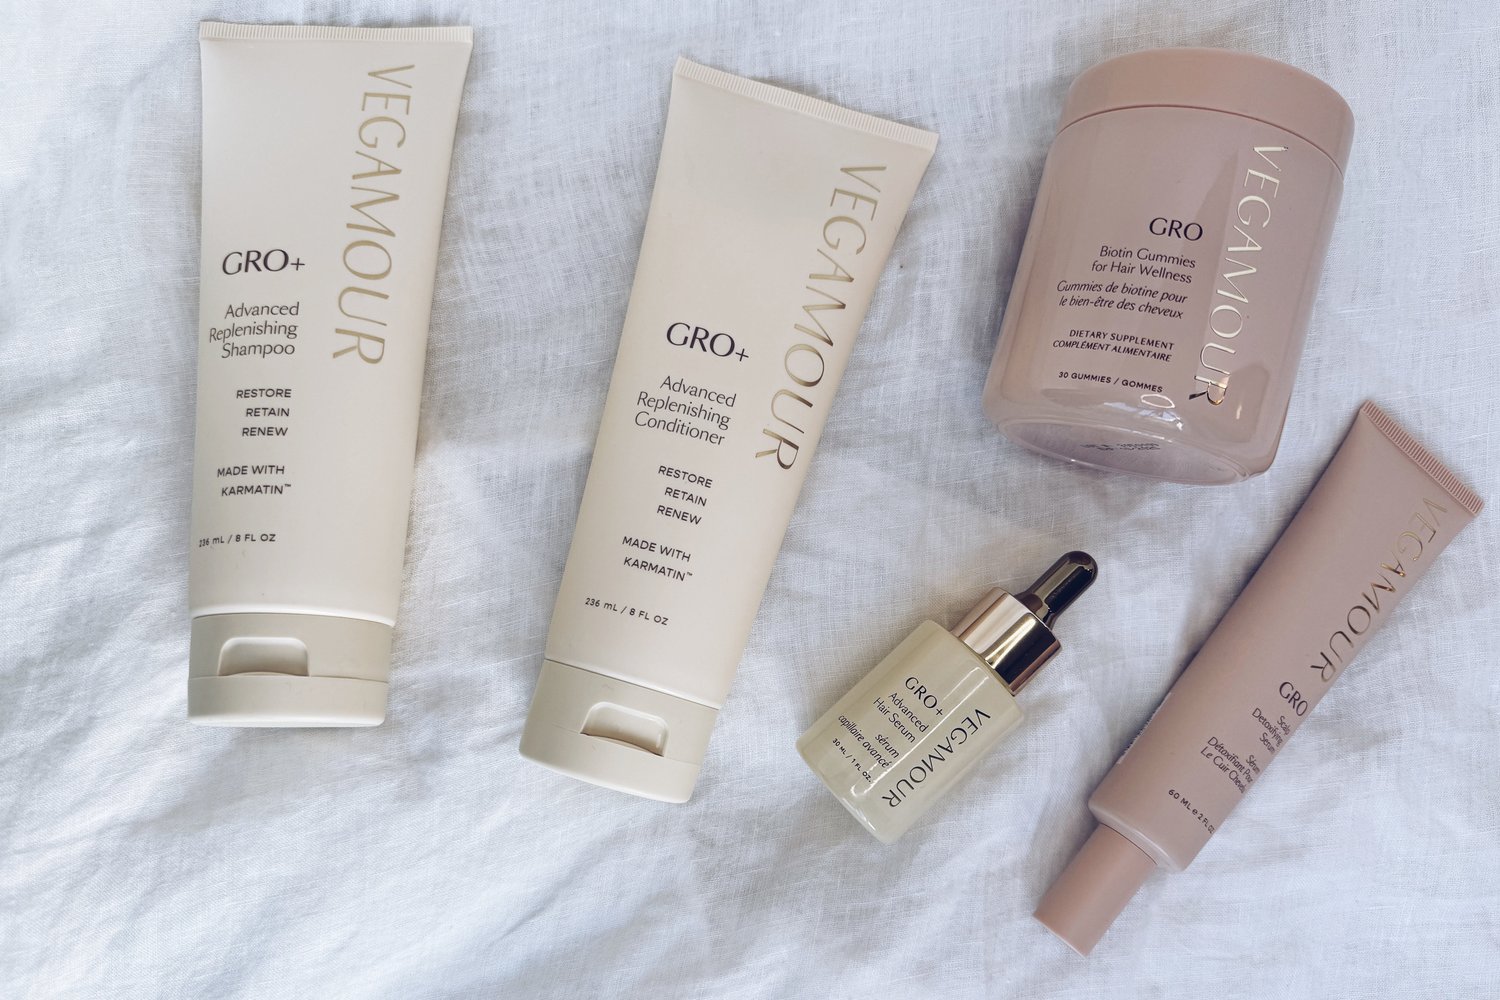 VEGAMOUR
GRO+
Advanced
Replenishing
Shampoo
RESTORE
RETAIN
RENEW
MADE WITH
KARMATIN™
236 mL / 8 FL OZ
VEGAMOUR
GRO+
Advanced
Replenishing
Conditioner
RESTORE
RETAIN
RENEW
MADE WITH
KARMATIN™
236 mL / 8 FL OZ
VEGAMOUR
GRO
Biotin Gummies
for Hair Wellness
Gummies de biotine pour
le bien-être des cheveux
DIETARY SUPPLEMENT
COMPLÉMENT ALIMENTAIRE
30 GUMMIES / GOMMES
VEGAMOUR
GRO+
Advanced
Hair Serum
sérum
capillaire avancé
30 mL / 1 FL OZ.
VEGAMOUR
GRO
Scalp
Detoxifying
Serum
Sérum
Détoxifiant Pour
Le Cuir Chevelu
60 ML e 2 FL OZ